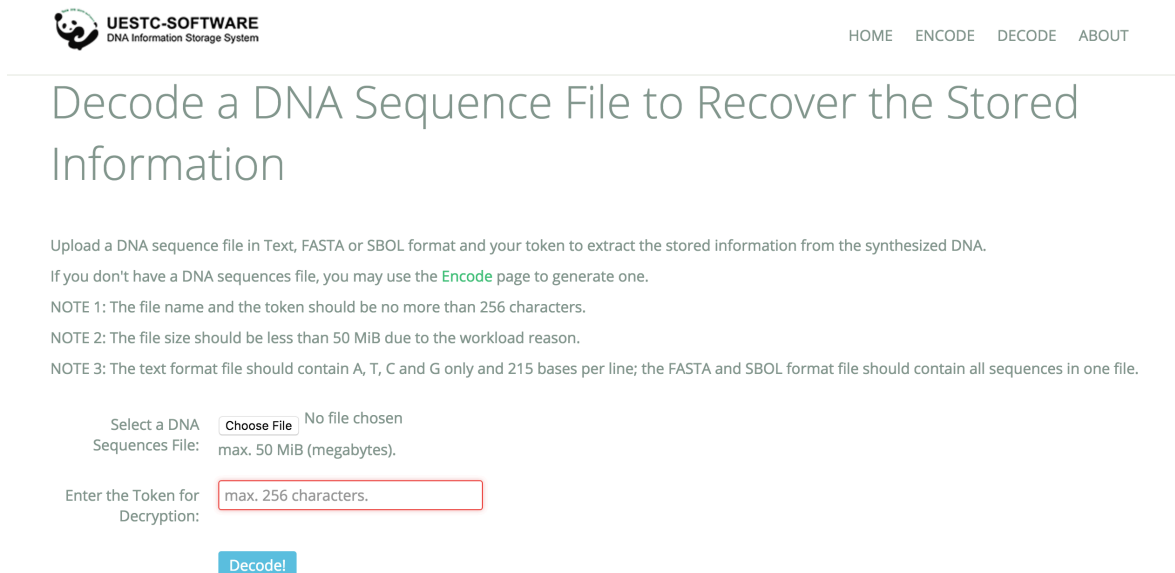 UESTC-SOFTWARE
DNA Information Storage System
HOME ENCODE DECODE ABOUT
Decode a DNA Sequence File to Recover the Stored
Information
Upload a DNA sequence file in Text, FASTA or SBOL format and your token to extract the stored information from the synthesized DNA.
If you don't have a DNA sequences file, you may use the Encode page to generate one.
NOTE 1: The file name and the token should be no more than 256 characters.
NOTE 2: The file size should be less than 50 MiB due to the workload reason.
NOTE 3: The text format file should contain A, T, C and G only and 215 bases per line; the FASTA and SBOL format file should contain all sequences in one file.
Select a DNA
Sequences File:
Choose File No file chosen
max. 50 MiB (megabytes).
Enter the Token for
Decryption:
max. 256 characters.
Decode!